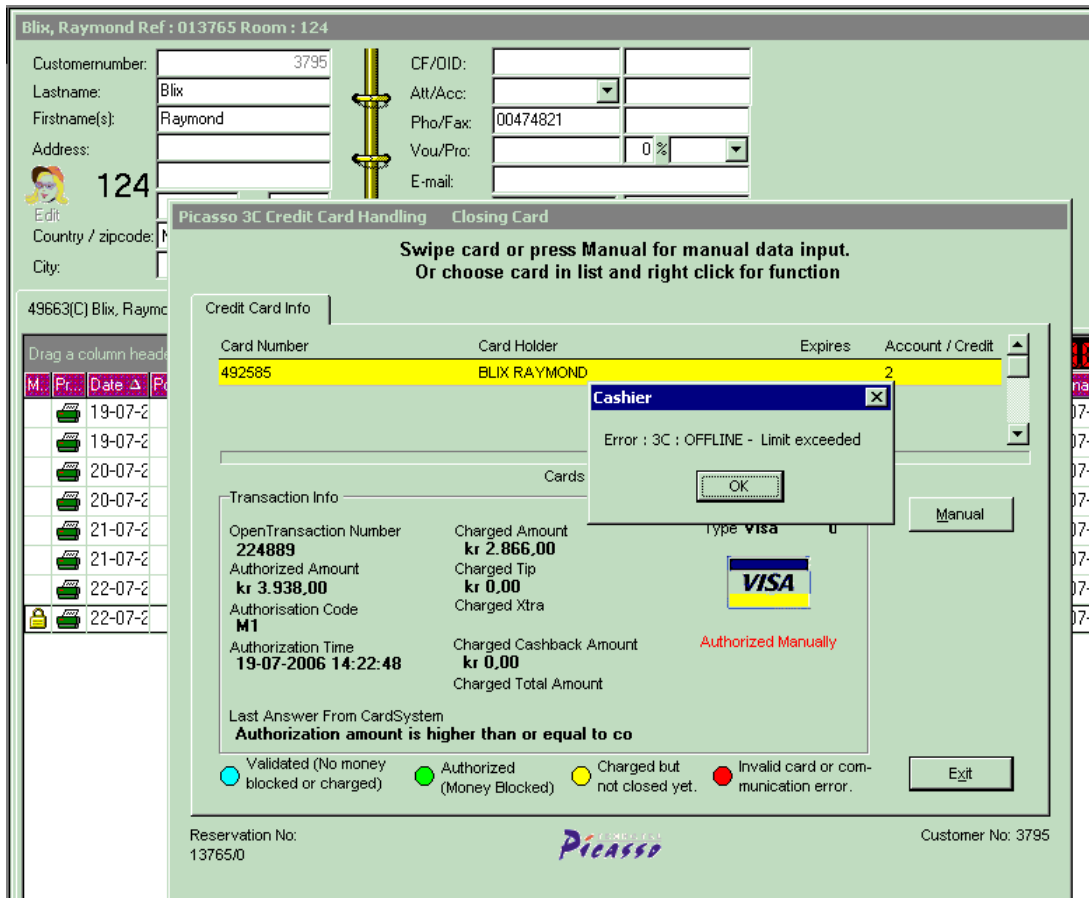 Blix, Raymond Ref : 013765 Room : 124
Customernumber: 3795
CF/OID:
Lastname: Blix
Att/Acc:
Firstname(s): Raymond
Pho/Fax: 00474821
Address:
Vou/Pro: 0 %
124
E-mail:
Edit
Country / zipcode:
City:
Picasso 3C Credit Card Handling Closing Card
Swipe card or press Manual for manual data input.
Or choose card in list and right click for function
49663(C) Blix, Raymo
Credit Card Info
Drag a column heade
Card Number Card Holder Expires Account / Credit
492585 BLIX RAYMOND 2
M.. Pr... Date Δ Po
19-07-2
19-07-2
20-07-2
20-07-2
21-07-2
21-07-2
22-07-2
22-07-2
Cashier
Error : 3C : OFFLINE - Limit exceeded
OK
Cards
Manual
Transaction Info
OpenTransaction Number
224889
Authorized Amount
kr 3.938,00
Authorisation Code
M1
Authorization Time
19-07-2006 14:22:48
Charged Amount
kr 2.866,00
Charged Tip
kr 0,00
Charged Xtra
Charged Cashback Amount
kr 0,00
Charged Total Amount
Type Visa 0
VISA
Authorized Manually
Last Answer From CardSystem
Authorization amount is higher than or equal to co
Validated (No money
blocked or charged)
Authorized
(Money Blocked)
Charged but
not closed yet.
Invalid card or com-
munication error.
Exit
Reservation No:
13765/0
Picasso
Customer No: 3795